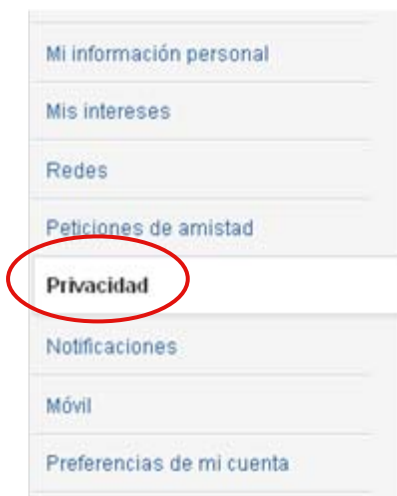 Mi información personal
Mis intereses
Redes
Peticiones de amistad
Privacidad
Notificaciones
Móvil
Preferencias de mi cuenta